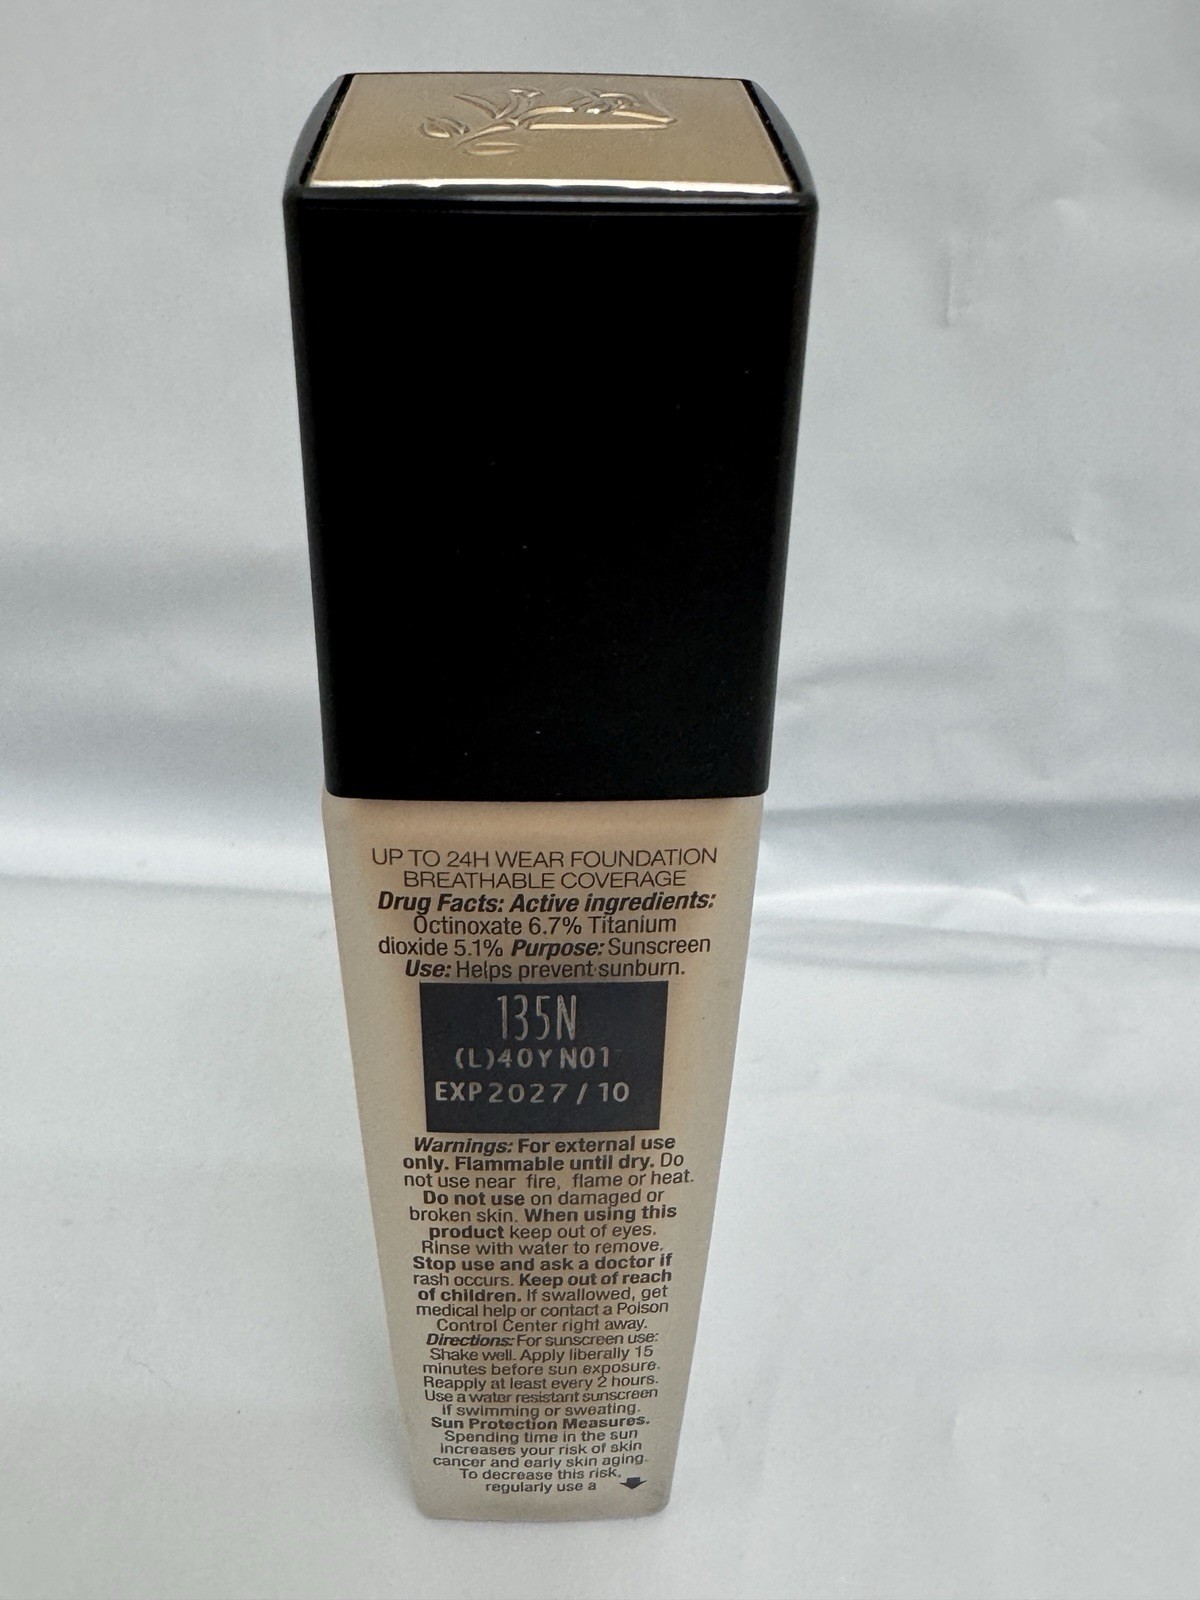 UP TO 24H WEAR FOUNDATION
BREATHABLE COVERAGE
Drug Facts: Active ingredients:
Octinoxate 6.7% Titanium
dioxide 5.1% Purpose: Sunscreen
Use: Helps prevent sunburn.
135N
(L)40YN01
EXP2027/10
Warnings: For external use
only. Flammable until dry. Do
not use near fire, flame or heat.
Do not use on damaged or
broken skin. When using this
product keep out of eyes.
Rinse with water to remove.
Stop use and ask a doctor if
rash occurs. Keep out of reach
of children. If swallowed, get
medical help or contact a Poison
Control Center right away.
Directions: For sunscreen use:
Shake well. Apply liberally 15
minutes before sun exposure.
Reapply at least every 2 hours.
Use a water resistant sunscreen
if swimming or sweating.
Sun Protection Measures.
Spending time in the sun
increases your risk of skin
cancer and early skin aging.
To decrease this risk,
regularly use a